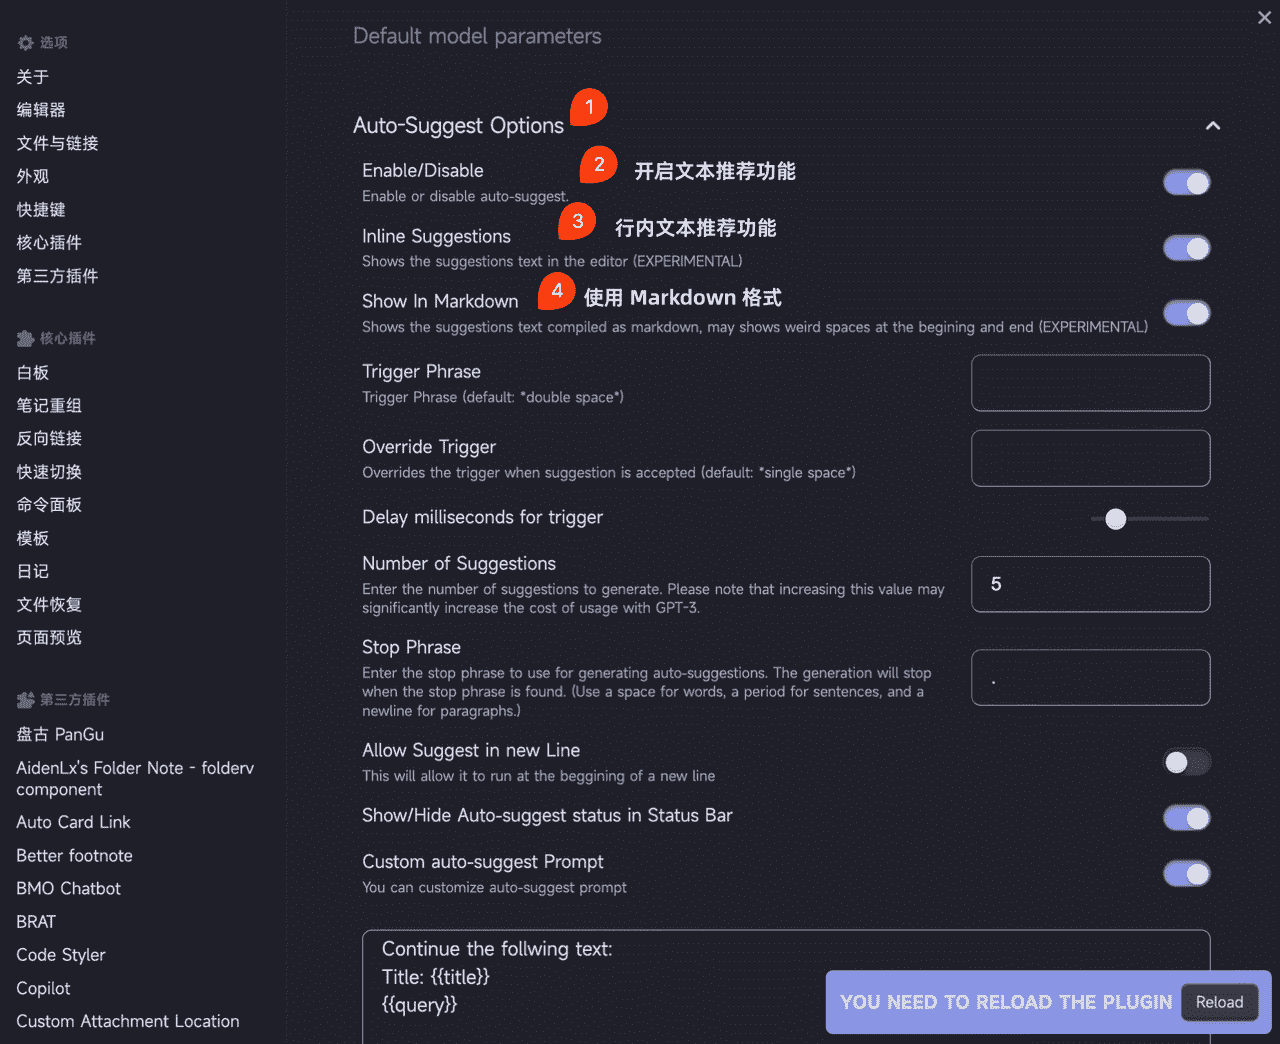 选项
关于
编辑器
文件与链接
外观
快捷键
核心插件
第三方插件
核心插件
白板
笔记重组
反向链接
快速切换
命令面板
模板
日记
文件恢复
页面预览
第三方插件
盘古 PanGu
AidenLx's Folder Note - folderv
component
Auto Card Link
Better footnote
BMO Chatbot
BRAT
Code Styler
Copilot
Custom Attachment Location
Default model parameters
Auto-Suggest Options
1
Enable/Disable
2
开启文本推荐功能
Enable or disable auto-suggest.
Inline Suggestions
3
行内文本推荐功能
Shows the suggestions text in the editor (EXPERIMENTAL)
Show In Markdown
4
使用 Markdown 格式
Shows the suggestions text compiled as markdown, may shows weird spaces at the begining and end (EXPERIMENTAL)
Trigger Phrase
Trigger Phrase (default: *double space*)
Override Trigger
Overrides the trigger when suggestion is accepted (default: *single space*)
Delay milliseconds for trigger
Number of Suggestions
Enter the number of suggestions to generate. Please note that increasing this value may
significantly increase the cost of usage with GPT-3.
5
Stop Phrase
Enter the stop phrase to use for generating auto-suggestions. The generation will stop
when the stop phrase is found. (Use a space for words, a period for sentences, and a
newline for paragraphs.)
.
Allow Suggest in new Line
This will allow it to run at the beggining of a new line
Show/Hide Auto-suggest status in Status Bar
Custom auto-suggest Prompt
You can customize auto-suggest prompt
Continue the follwing text:
Title: {{title}}
{{query}}
YOU NEED TO RELOAD THE PLUGIN
Reload